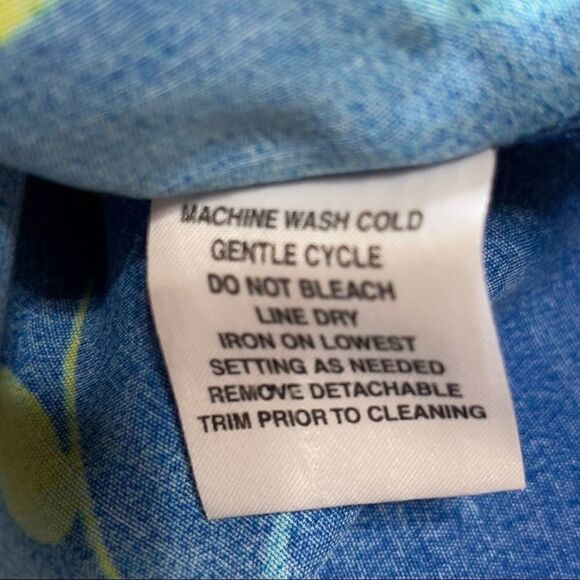 MACHINE WASH COLD
GENTLE CYCLE
DO NOT BLEACH
LINE DRY
IRON ON LOWEST
SETTING AS NEEDED
REMOVE DETACHABLE
TRIM PRIOR TO CLEANING